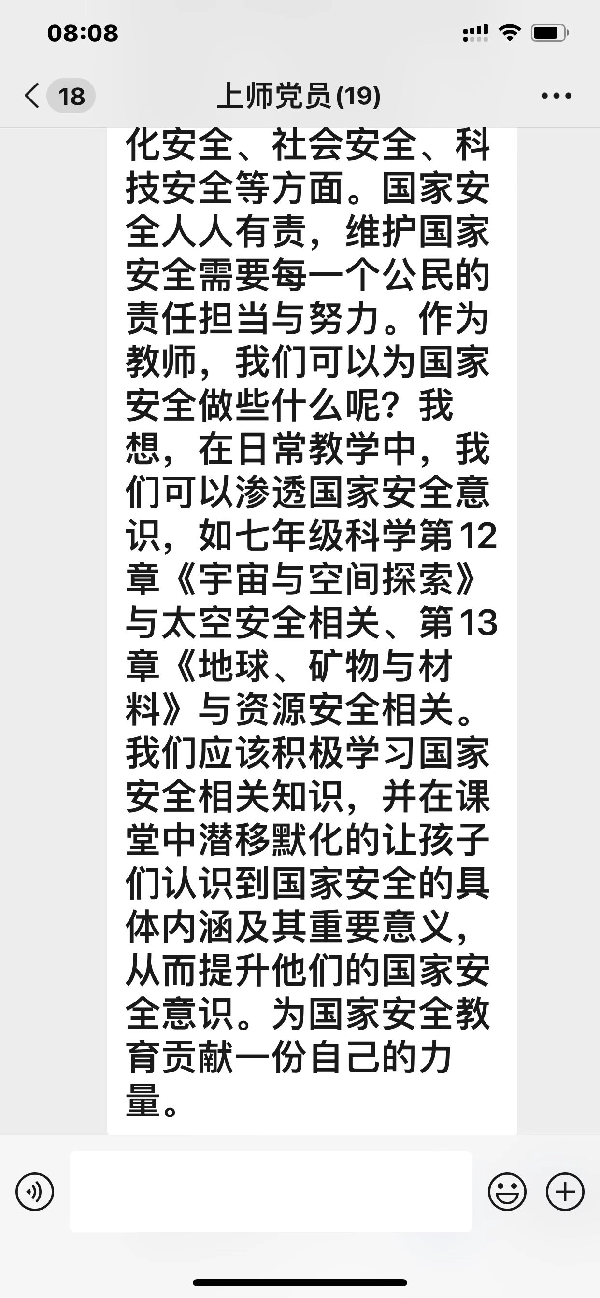 08:08
18
上师党员(19)
化安全、社会安全、科
技安全等方面。国家安
全人人有责，维护国家
安全需要每一个公民的
责任担当与努力。作为
教师，我们可以为国家
安全做些什么呢？我
想，在日常教学中，我
们可以渗透国家安全意
识，如七年级科学第12
章《宇宙与空间探索》
与太空安全相关、第13
章《地球、矿物与材
料》与资源安全相关。
我们应该积极学习国家
安全相关知识，并在课
堂中潜移默化的让孩子
们认识到国家安全的具
体内涵及其重要意义，
从而提升他们的国家安
全意识。为国家安全教
育贡献一份自己的力
量。